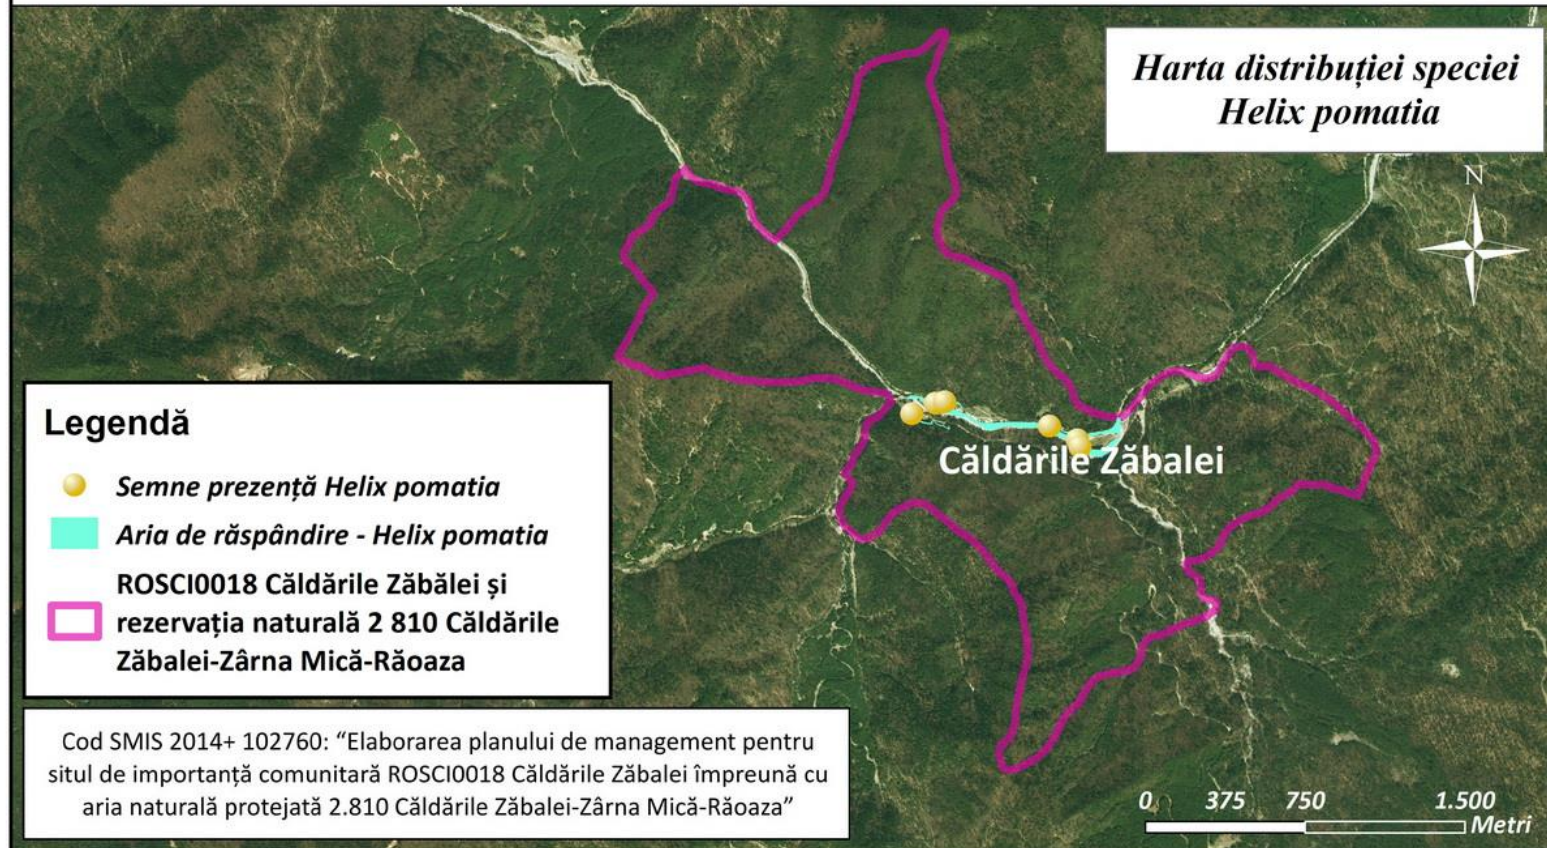 Harta distribuției speciei
Helix pomatia
N
Căldările Zăbalei
Legendă
Semne prezență Helix pomatia
Aria de răspândire - Helix pomatia
ROSCI0018 Căldările Zăbălei și
rezervația naturală 2 810 Căldările
Zăbalei-Zârna Mică-Răoaza
Cod SMIS 2014+ 102760: “Elaborarea planului de management pentru
situl de importanță comunitară ROSCI0018 Căldările Zăbalei împreună cu
aria naturală protejată 2.810 Căldările Zăbalei-Zârna Mică-Răoaza”
0 375 750 1.500
Metri